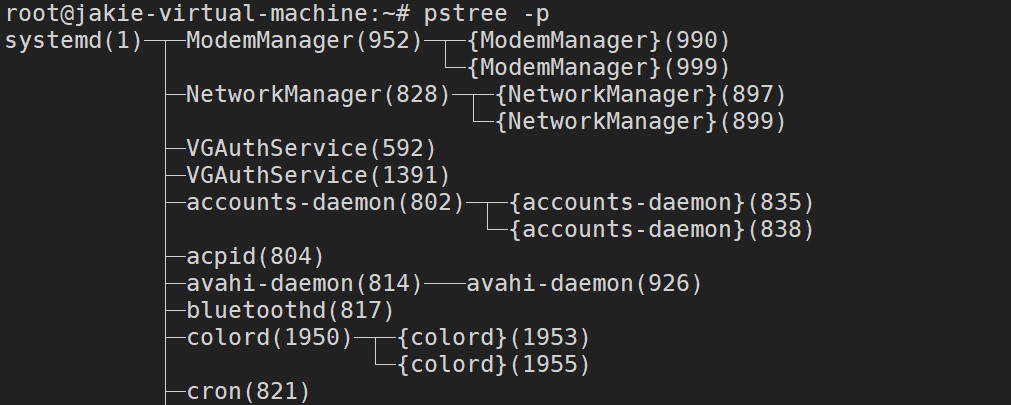 root@jakie-virtual-machine:~# pstree -p
systemd(1)─┬─ModemManager(952)─┬─{ModemManager}(990)
           │                   └─{ModemManager}(999)
           ├─NetworkManager(828)─┬─{NetworkManager}(897)
           │                     └─{NetworkManager}(899)
           ├─VGAuthService(592)
           ├─VGAuthService(1391)
           ├─accounts-daemon(802)─┬─{accounts-daemon}(835)
           │                      └─{accounts-daemon}(838)
           ├─acpid(804)
           ├─avahi-daemon(814)───avahi-daemon(926)
           ├─bluetoothd(817)
           ├─colord(1950)─┬─{colord}(1953)
           │              └─{colord}(1955)
           ├─cron(821)